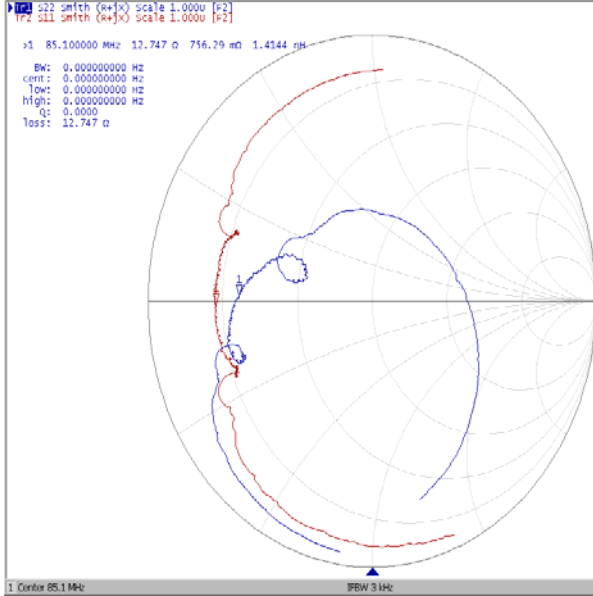 Tr1 S22 Smith (R+jX) Scale 1.000U [F2]
Tr2 S11 Smith (R+jX) Scale 1.000U [F2]
>1 85.100000 MHz 12.747 Ω 756.29 mΩ 1.4144 nH
BW: 0.000000000 Hz
cent: 0.000000000 Hz
low: 0.000000000 Hz
high: 0.000000000 Hz
Q: 0.0000
loss: 12.747 Ω
1
1 Center 85.1 MHz IFBW 3 kHz